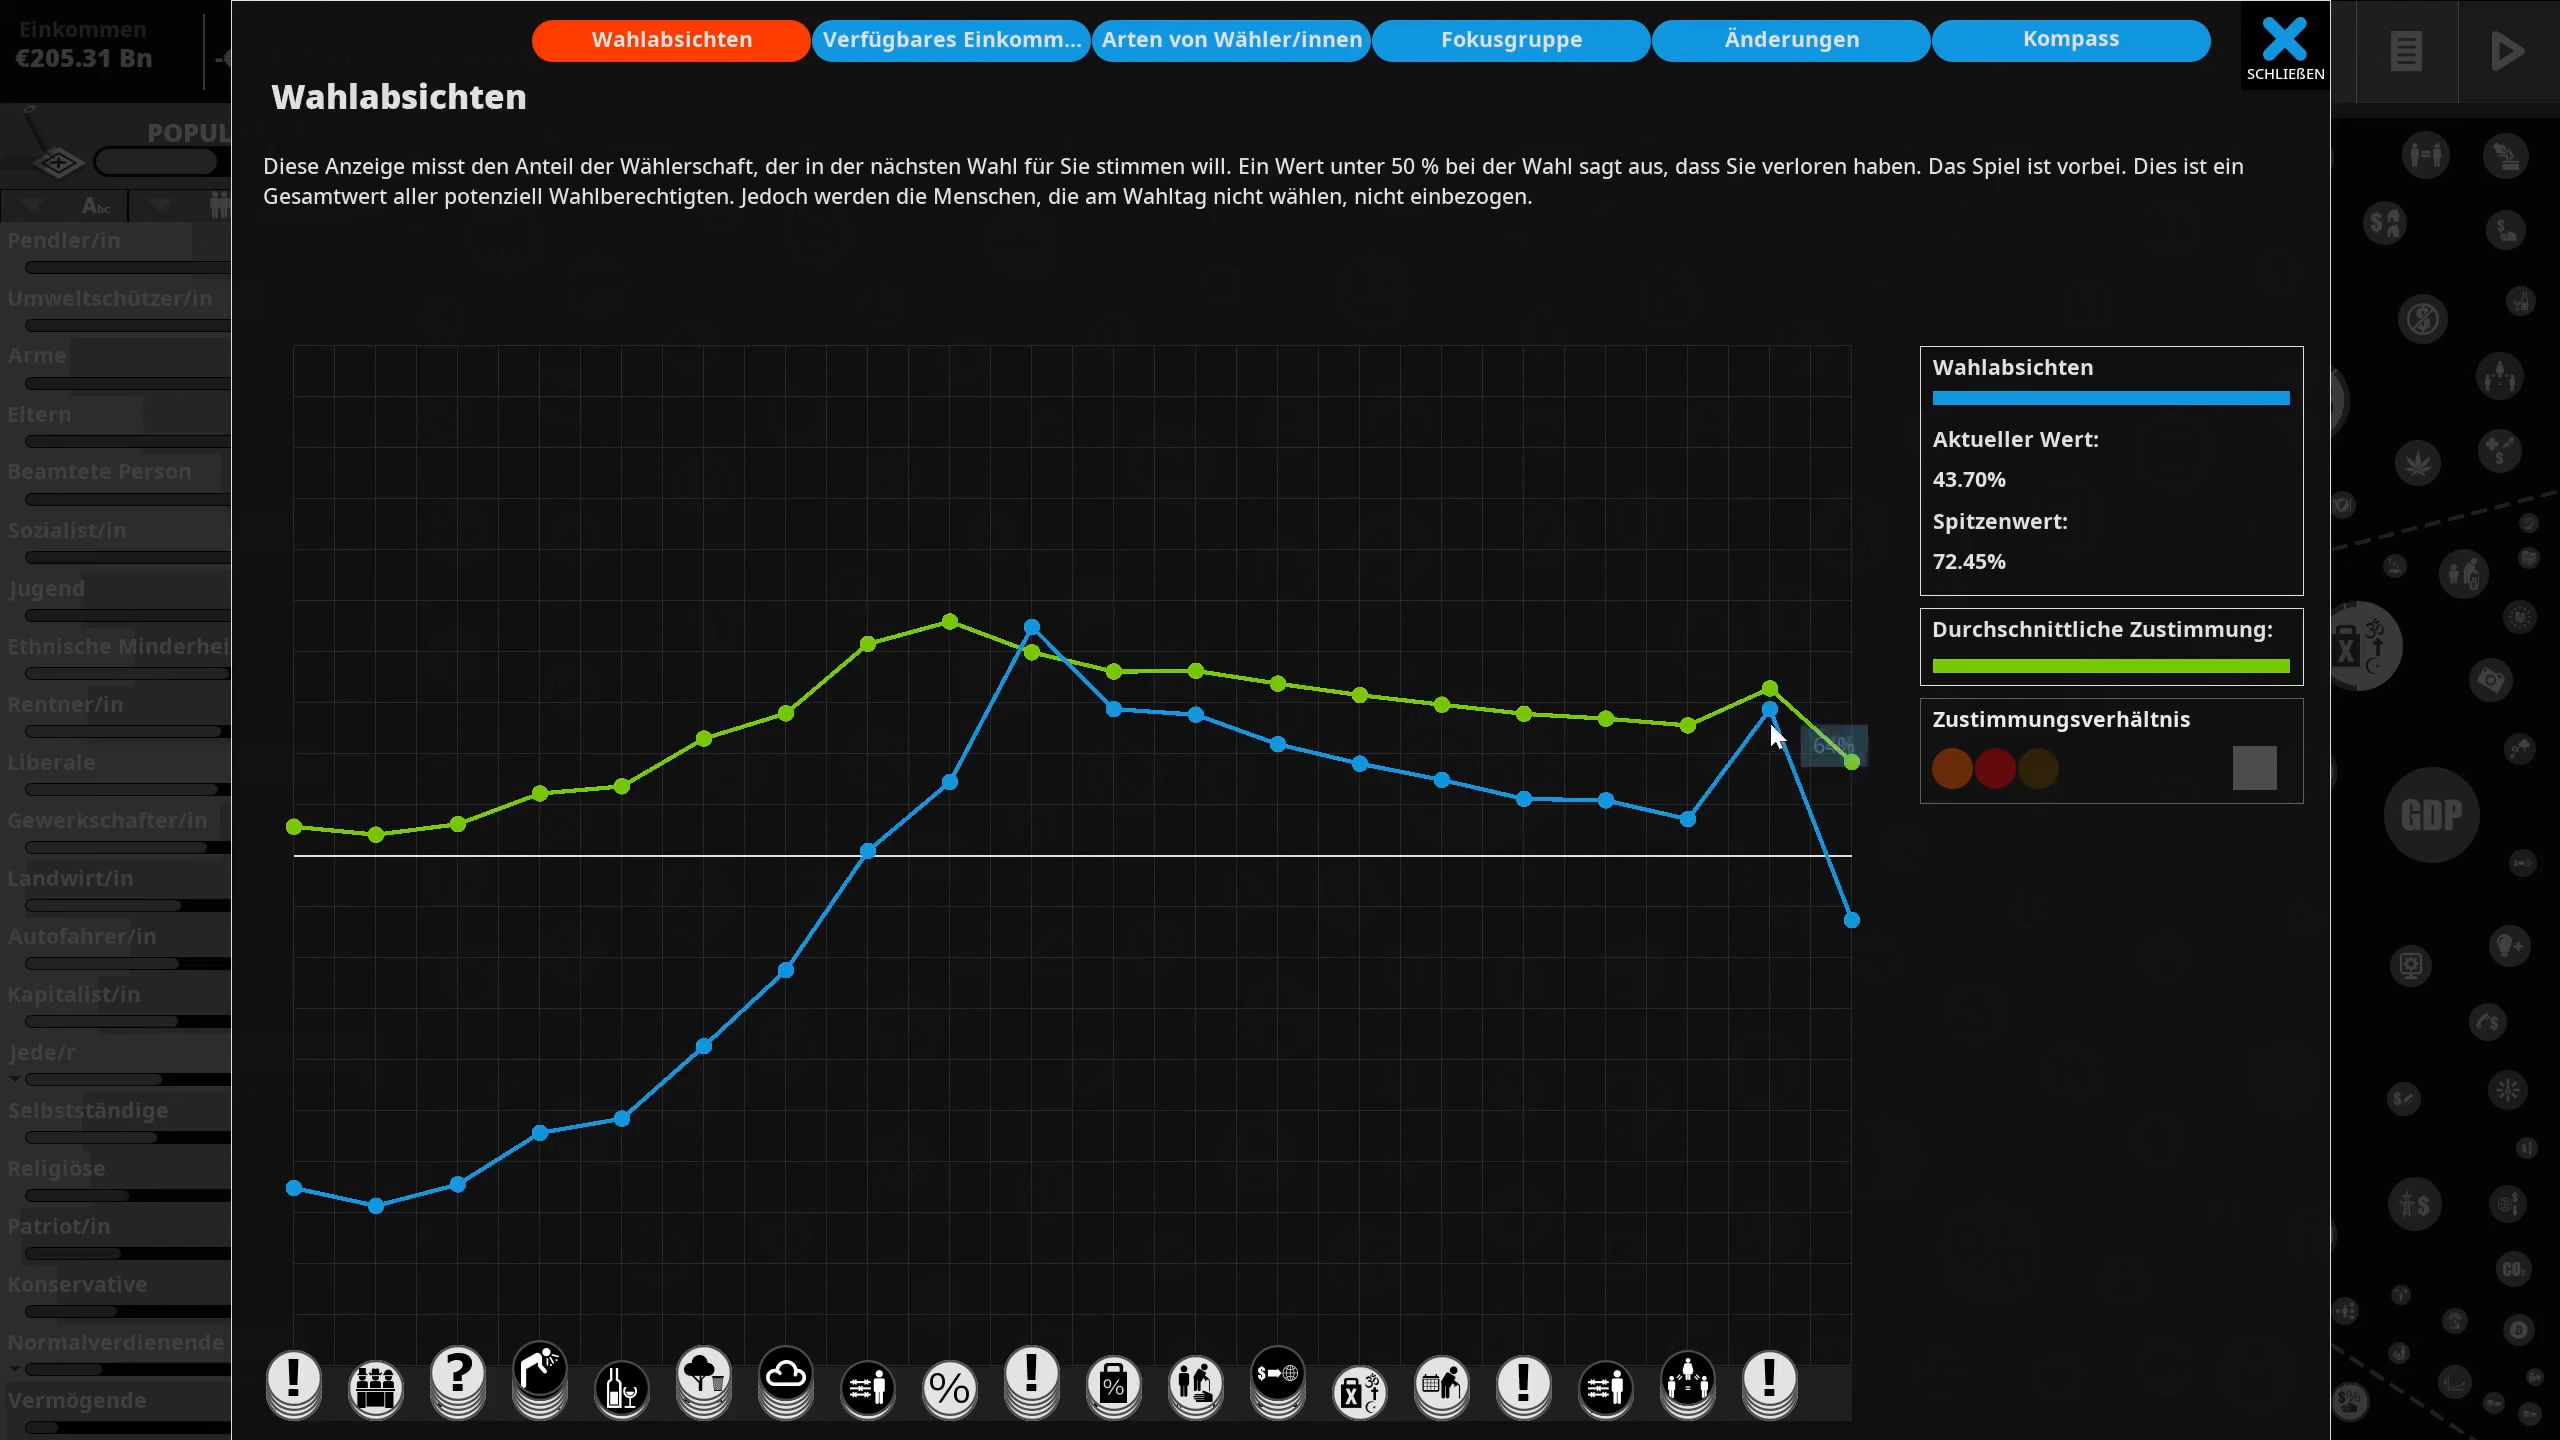 Einkommen
€205.31 Bn
Wahlabsichten
Verfügbares Einkomm...
Arten von Wähler/innen
Fokusgruppe
Änderungen
Kompass
SCHLIEßEN
Wahlabsichten
POPUL
Diese Anzeige misst den Anteil der Wählerschaft, der in der nächsten Wahl für Sie stimmen will. Ein Wert unter 50 % bei der Wahl sagt aus, dass Sie verloren haben. Das Spiel ist vorbei. Dies ist ein
Gesamtwert aller potenziell Wahlberechtigten. Jedoch werden die Menschen, die am Wahltag nicht wählen, nicht einbezogen.
Abc
Pendler/in
Umweltschützer/in
Arme
Eltern
Beamtete Person
Sozialist/in
Jugend
Ethnische Minderhei
Rentner/in
Liberale
Gewerkschafter/in
Landwirt/in
Autofahrer/in
Kapitalist/in
Jede/r
Selbstständige
Religiöse
Patriot/in
Konservative
Normalverdienende
Vermögende
64%
Wahlabsichten
Aktueller Wert:
43.70%
Spitzenwert:
72.45%
Durchschnittliche Zustimmung:
Zustimmungsverhältnis
GDP
CO₂